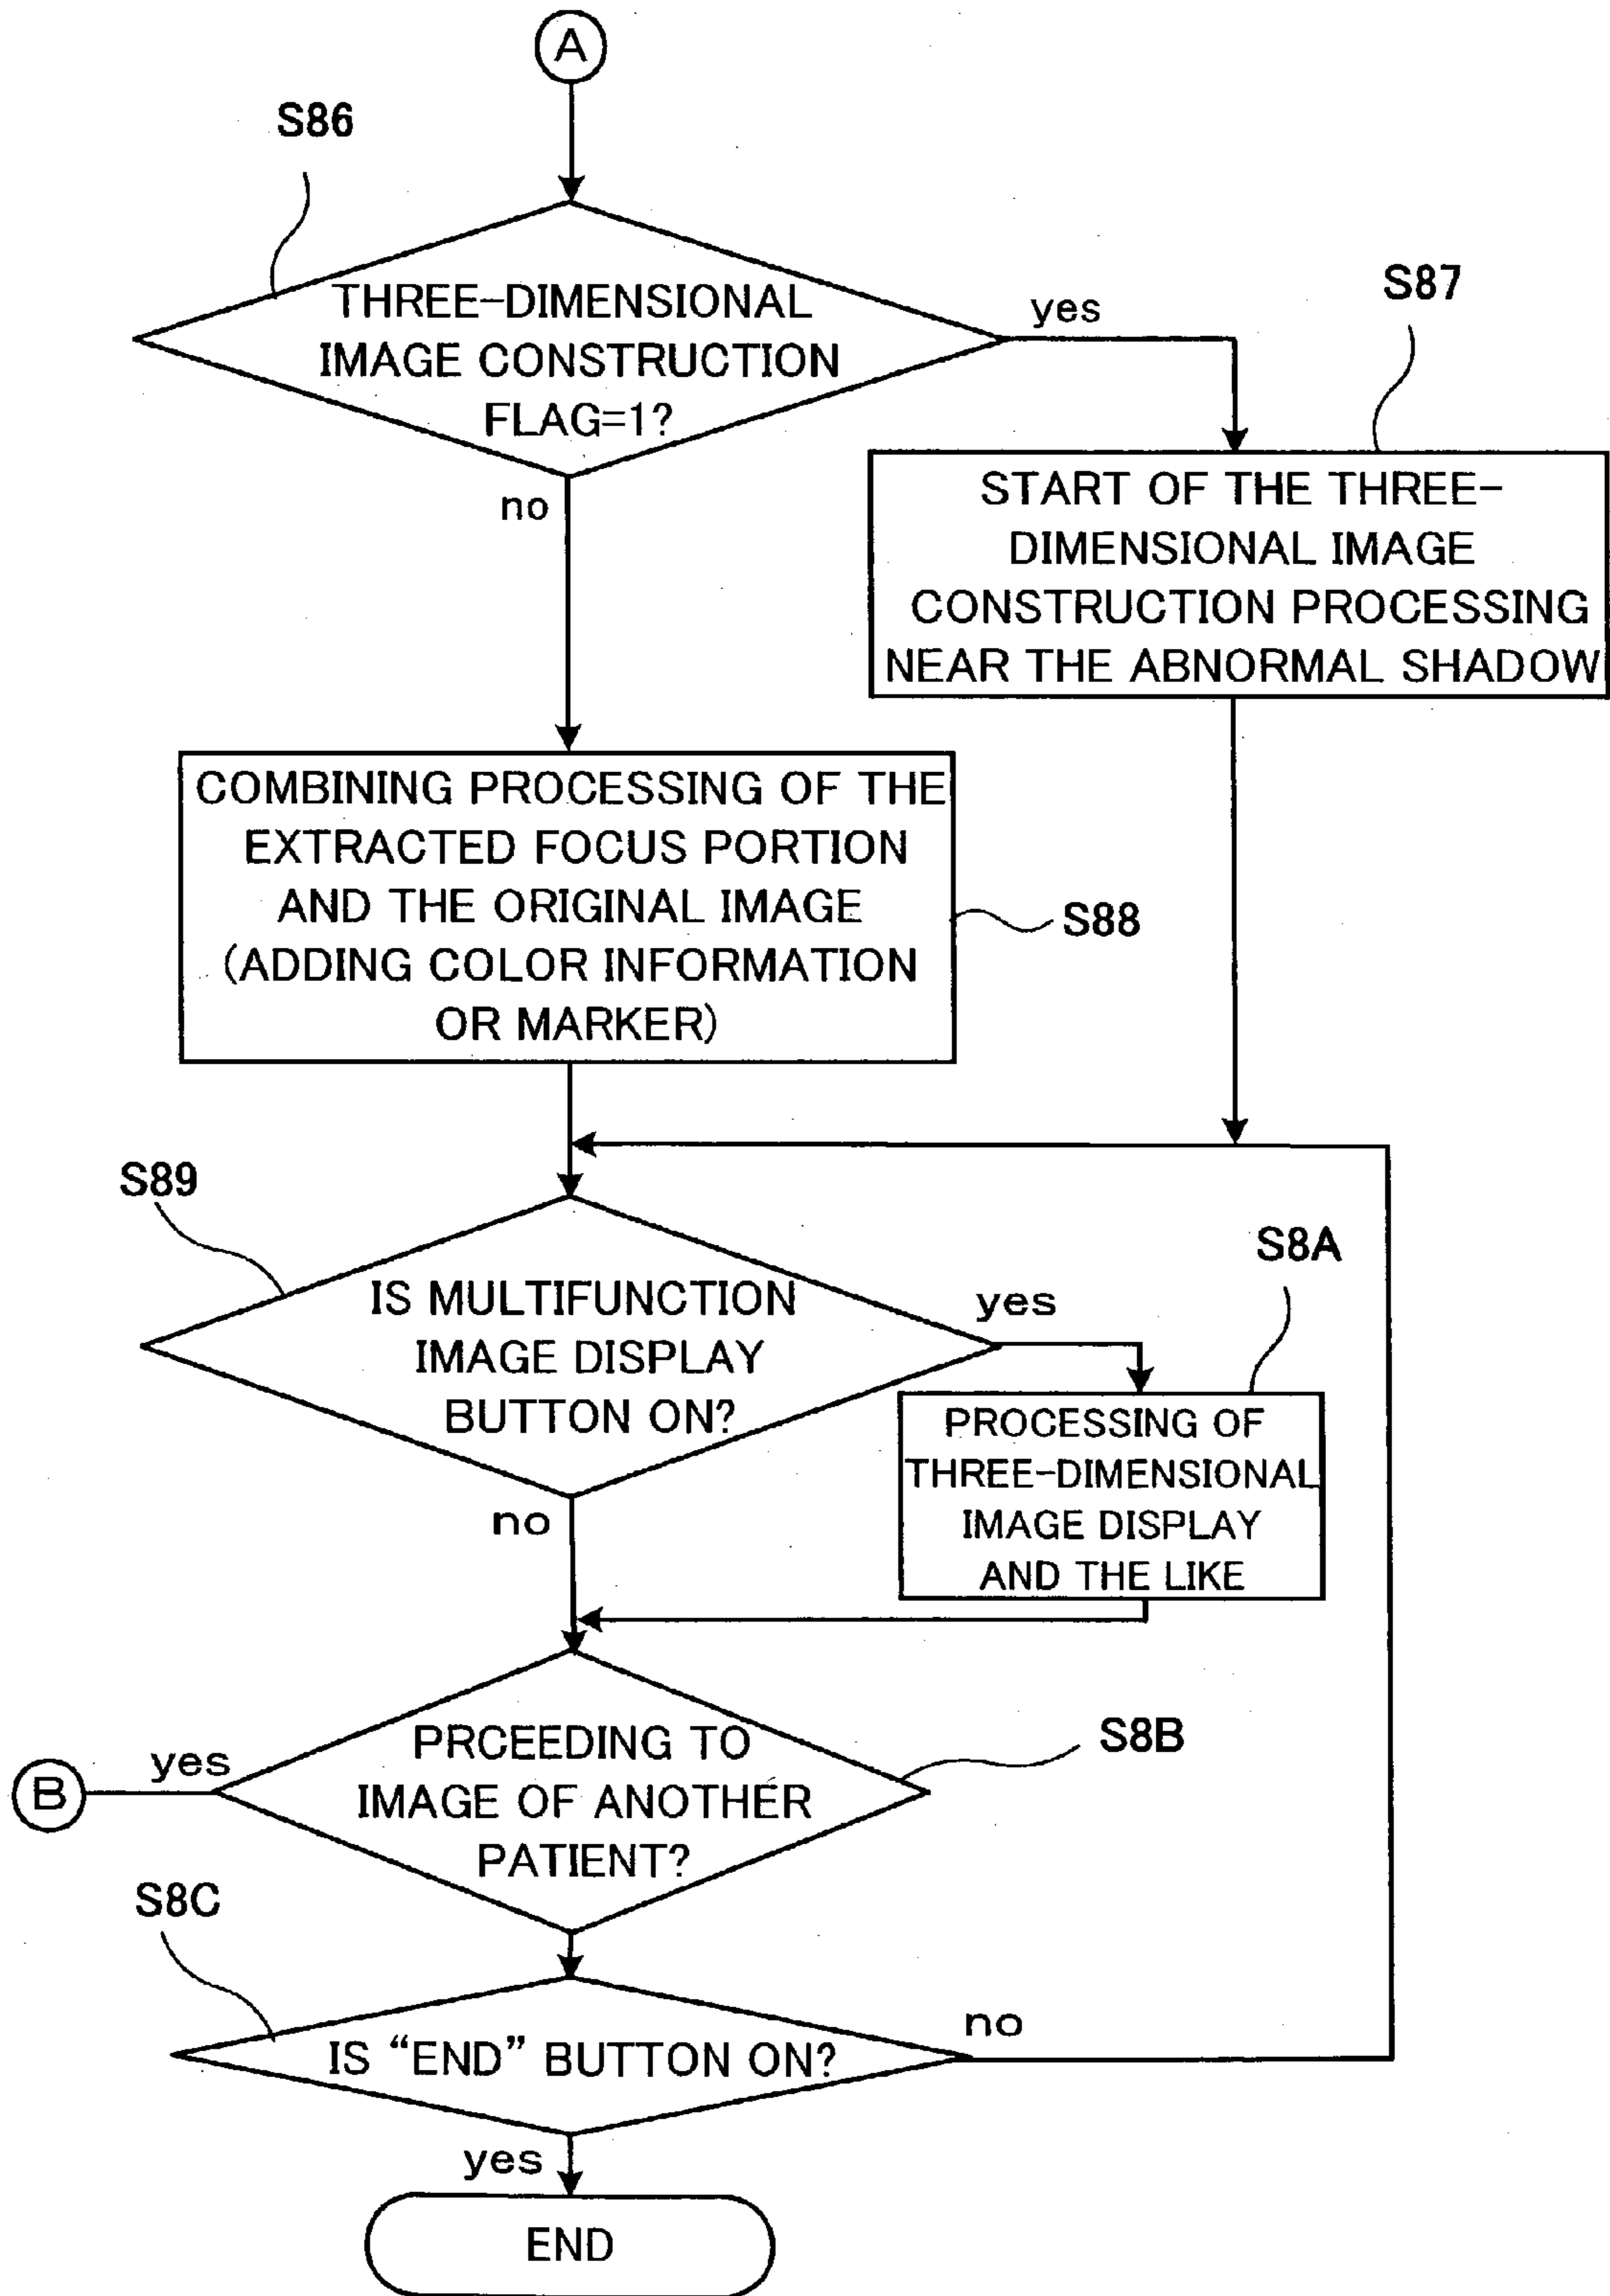 A
S86
THREE-DIMENSIONAL
IMAGE CONSTRUCTION
FLAG=1?
yes
no
S87
START OF THE THREE-
DIMENSIONAL IMAGE
CONSTRUCTION PROCESSING
NEAR THE ABNORMAL SHADOW
COMBINING PROCESSING OF THE
EXTRACTED FOCUS PORTION
AND THE ORIGINAL IMAGE
(ADDING COLOR INFORMATION
OR MARKER)
S88
S89
IS MULTIFUNCTION
IMAGE DISPLAY
BUTTON ON?
yes
no
S8A
PROCESSING OF
THREE-DIMENSIONAL
IMAGE DISPLAY
AND THE LIKE
B
yes
PRCEEDING TO
IMAGE OF ANOTHER
PATIENT?
S8B
S8C
IS “END” BUTTON ON?
no
yes
END